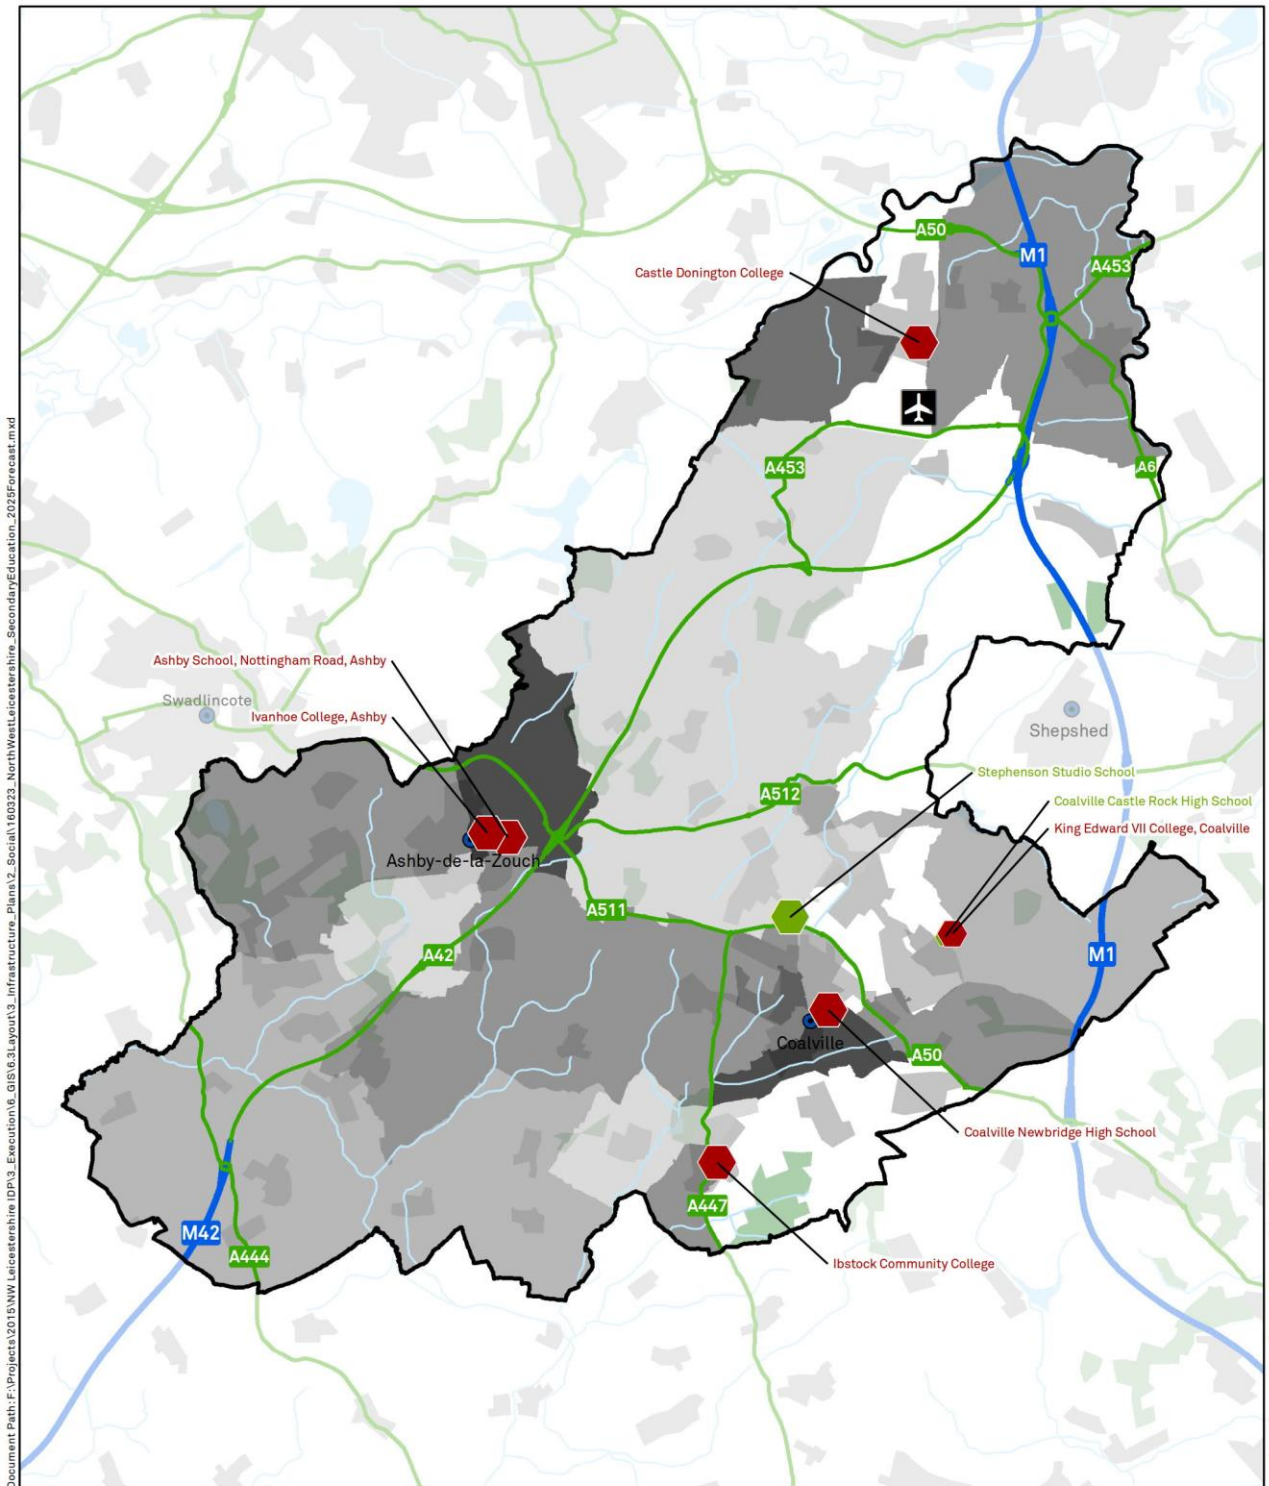 A50
M1
A453
Castle Donington College
A453
A6
Ashby School, Nottingham Road, Ashby
Swadlincote
Ivanhoe College, Ashby
Shepshed
Stephenson Studio School
A512
Coalville Castle Rock High School
King Edward VII College, Coalville
Ashby-de-la-Zouch
A511
A42
M1
Coalville
A50
Coalville Newbridge High School
A447
M42
A444
Ibstock Community College
Document Path: F:\Projects\2015\NW Leicestershire IDP\3_Execution\6_GIS\6.3Layout\3_Infrastructure_Plans\2_Social\160323_NorthWestLeicestershire_SecondaryEducation_2025Forecast.mxd